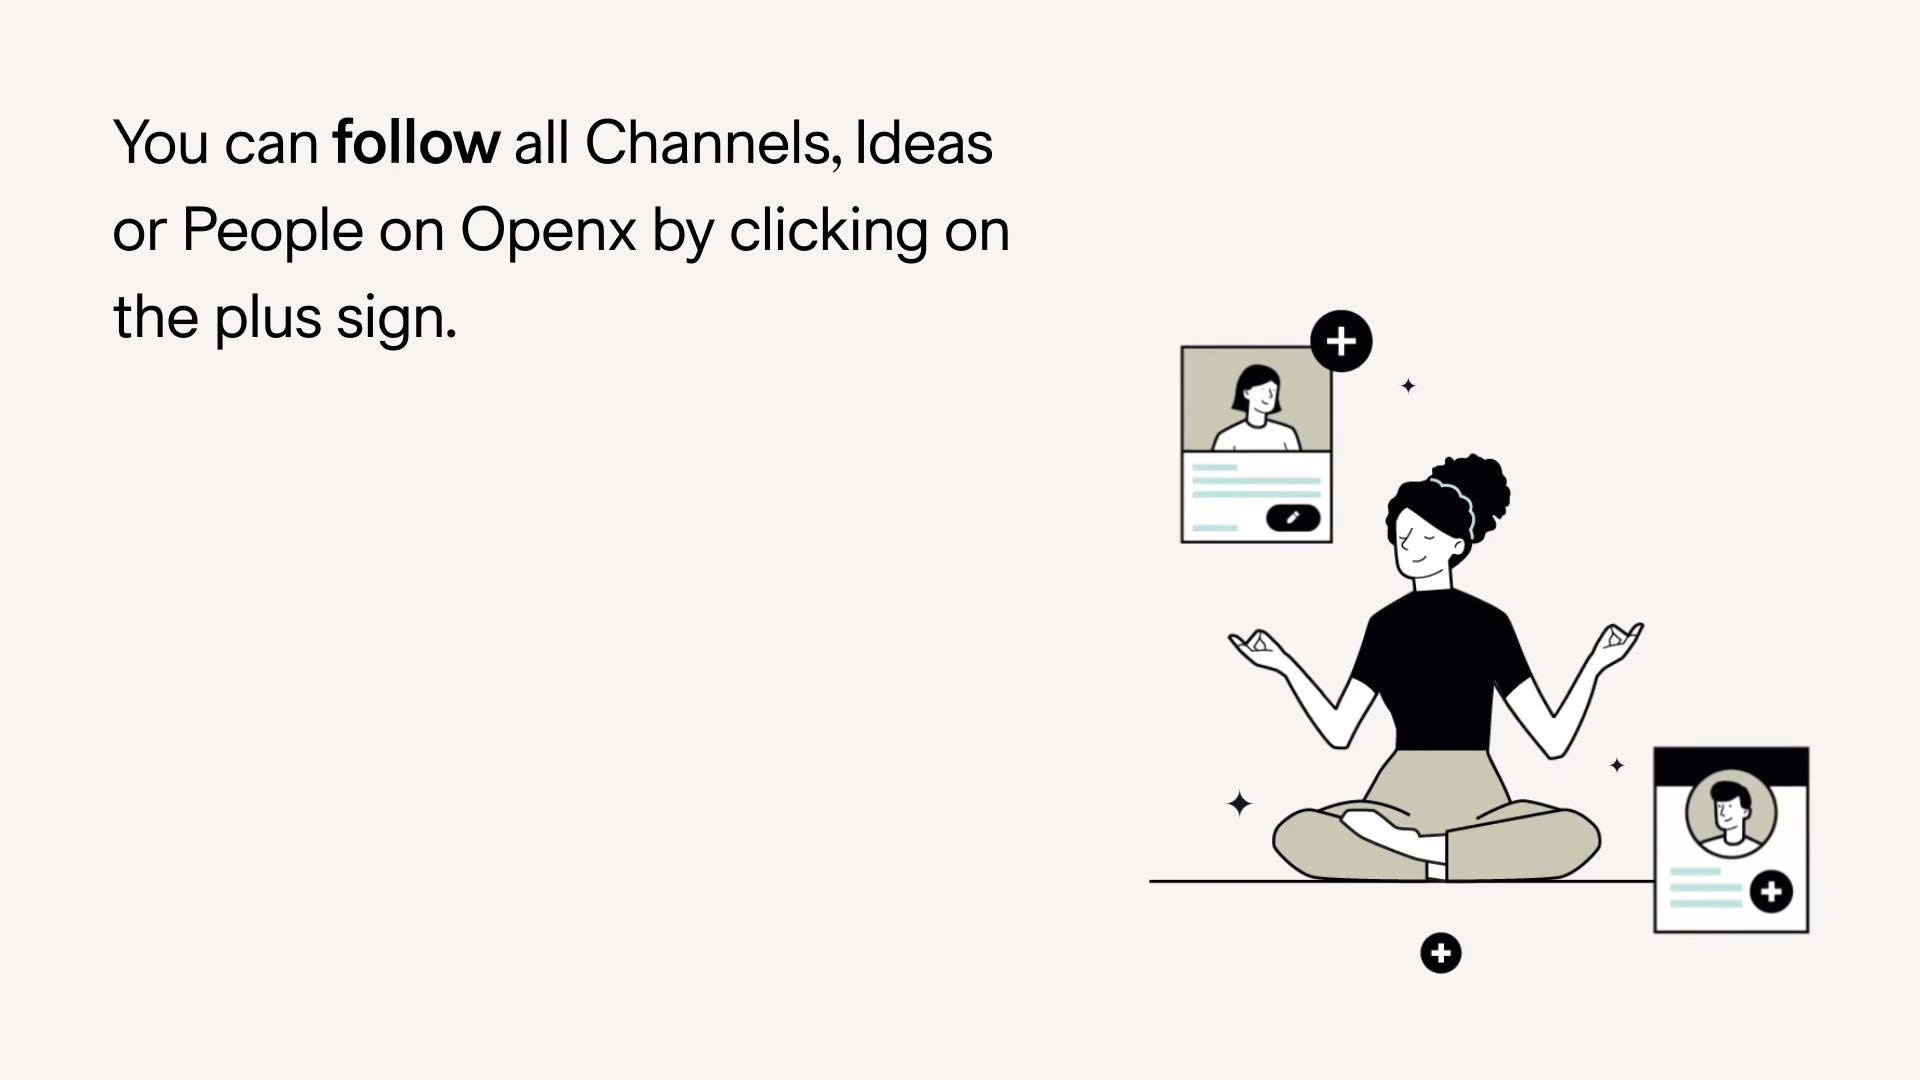 You can follow all Channels, Ideas
or People on Openx by clicking on
the plus sign.